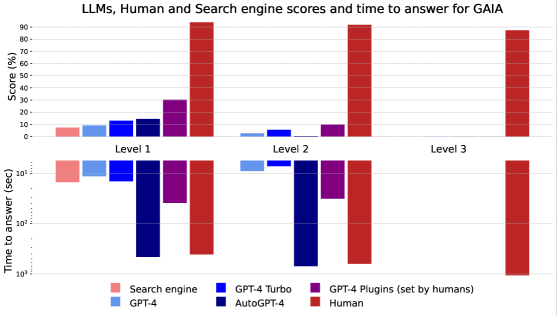 LLMs, Human and Search engine scores and time to answer for GAIA
Score (%)
90
80
70
60
50
40
30
20
10
0
Level 1
Level 2
Level 3
Time to answer (sec)
10¹
10²
10³
Search engine
GPT-4
GPT-4 Turbo
AutoGPT-4
GPT-4 Plugins (set by humans)
Human